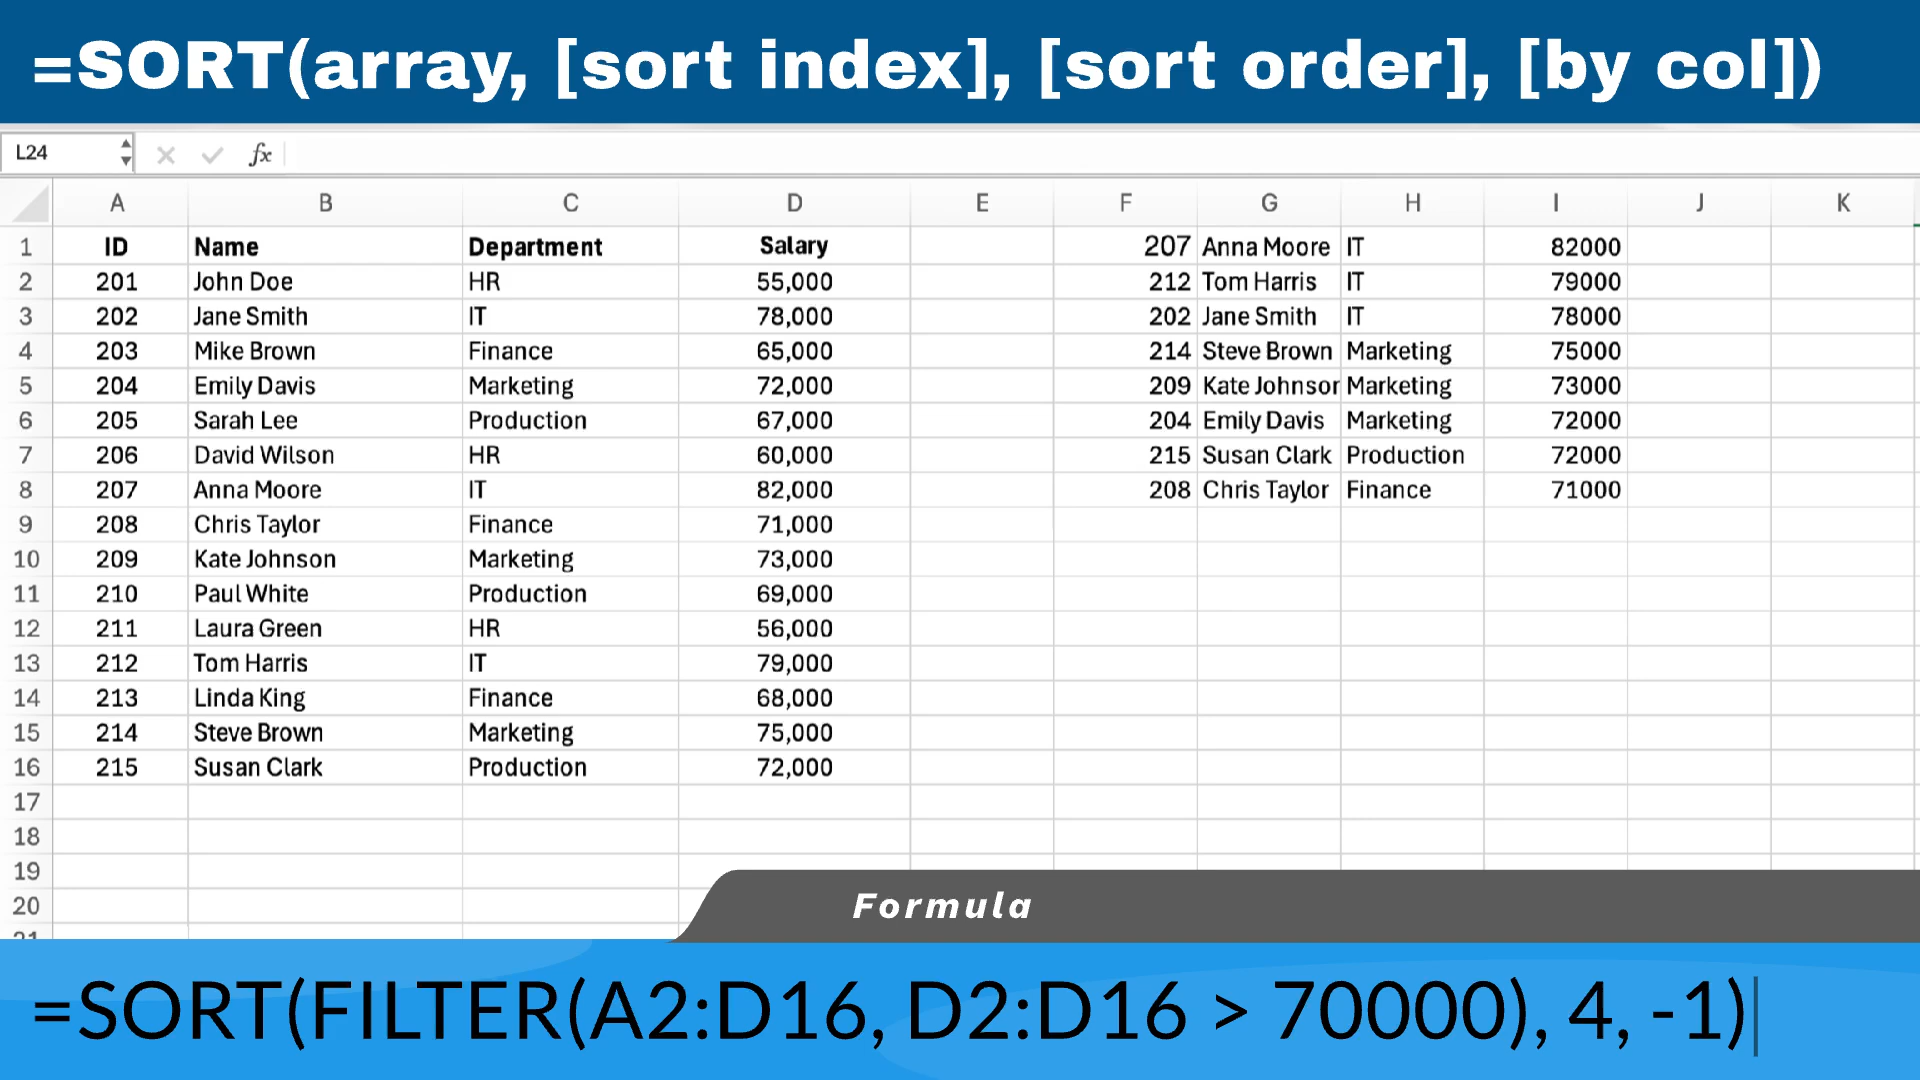 =SORT(array, [sort index], [sort order], [by col])
L24 fx
A B C D E F G H I J K
1 ID Name Department Salary 207 Anna Moore IT 82000
2 201 John Doe HR 55,000 212 Tom Harris IT 79000
3 202 Jane Smith IT 78,000 202 Jane Smith IT 78000
4 203 Mike Brown Finance 65,000 214 Steve Brown Marketing 75000
5 204 Emily Davis Marketing 72,000 209 Kate Johnson Marketing 73000
6 205 Sarah Lee Production 67,000 204 Emily Davis Marketing 72000
7 206 David Wilson HR 60,000 215 Susan Clark Production 72000
8 207 Anna Moore IT 82,000 208 Chris Taylor Finance 71000
9 208 Chris Taylor Finance 71,000
10 209 Kate Johnson Marketing 73,000
11 210 Paul White Production 69,000
12 211 Laura Green HR 56,000
13 212 Tom Harris IT 79,000
14 213 Linda King Finance 68,000
15 214 Steve Brown Marketing 75,000
16 215 Susan Clark Production 72,000
17
18
19
20
21
Formula
=SORT(FILTER(A2:D16, D2:D16 > 70000), 4, -1)